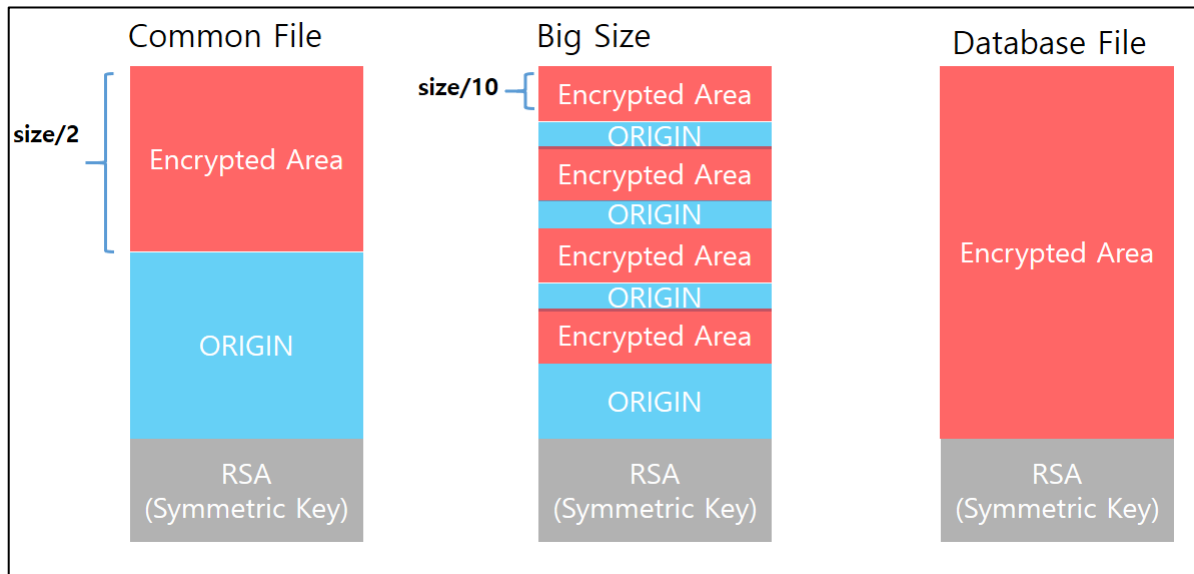 Common File
size/2
Encrypted Area
ORIGIN
RSA
(Symmetric Key)
Big Size
size/10
Encrypted Area
ORIGIN
Encrypted Area
ORIGIN
Encrypted Area
ORIGIN
Encrypted Area
ORIGIN
RSA
(Symmetric Key)
Database File
Encrypted Area
RSA
(Symmetric Key)